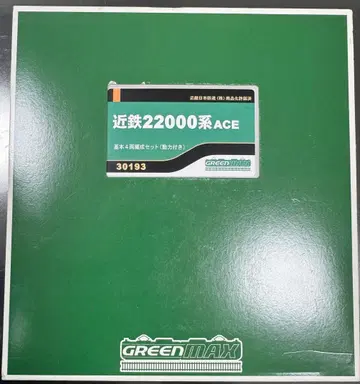 近畿日本鉄道（株）商品化許諾済
近鉄22000系ACE
基本4両編成セット（動力付き）
30193
GREENMAX
GREENMAX